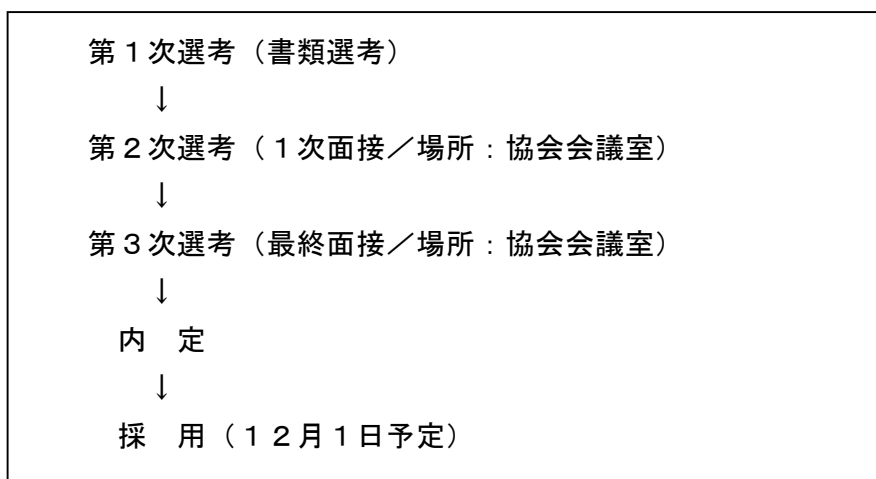 第1次選考（書類選考）
↓
第2次選考（1次面接／場所：協会会議室）
↓
第3次選考（最終面接／場所：協会会議室）
↓
内　定
↓
採　用（12月1日予定）